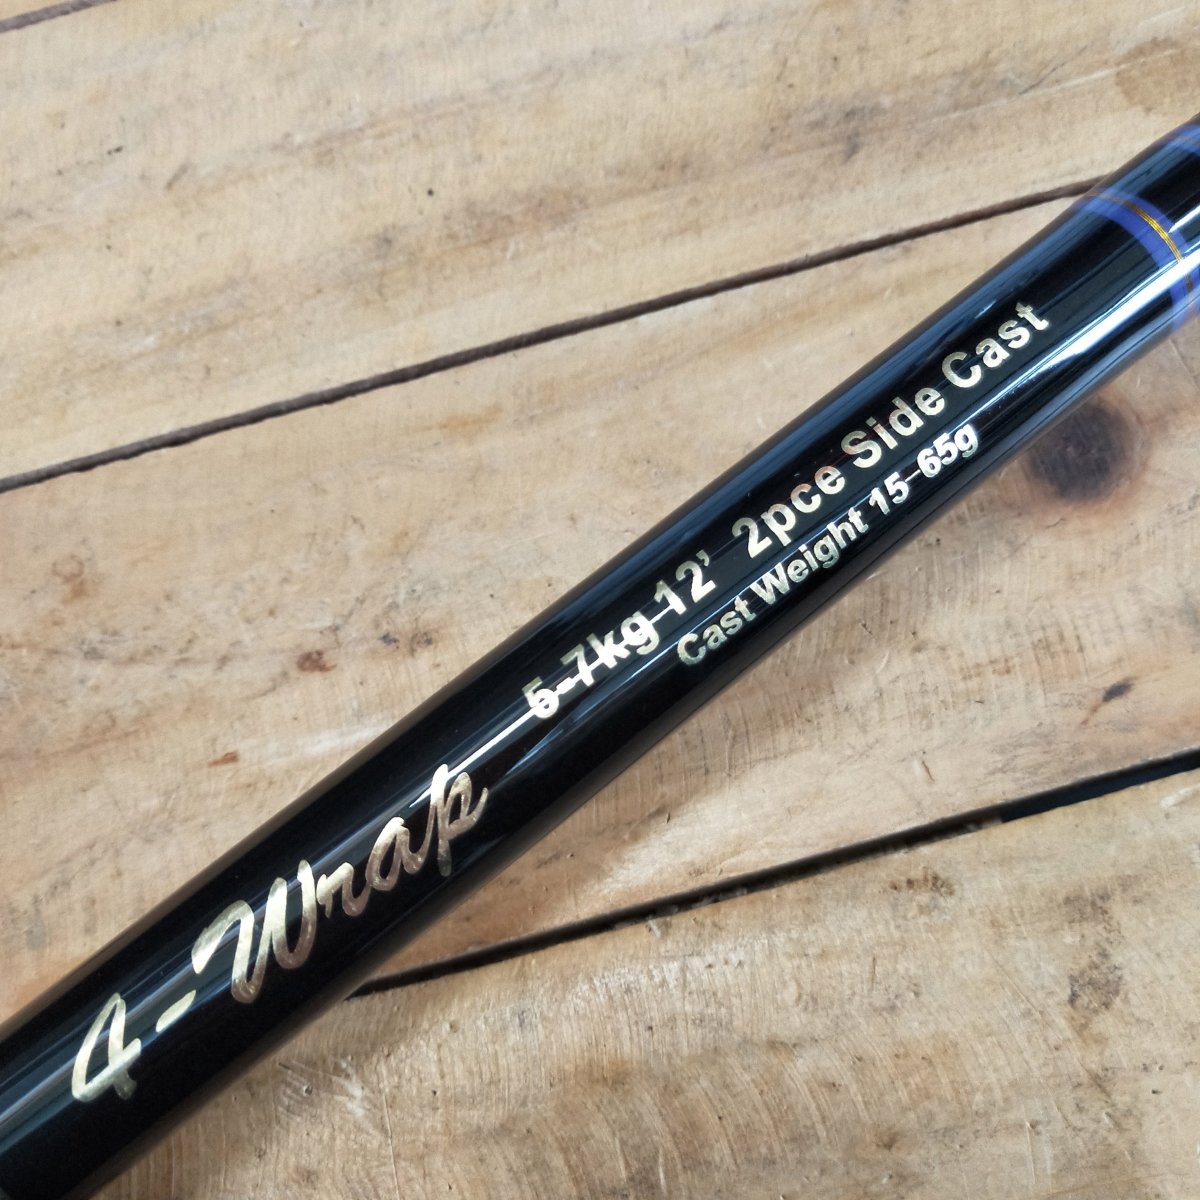 4-Wrap 5-7kg 12' 2pce Side Cast
Cast Weight 15-65g